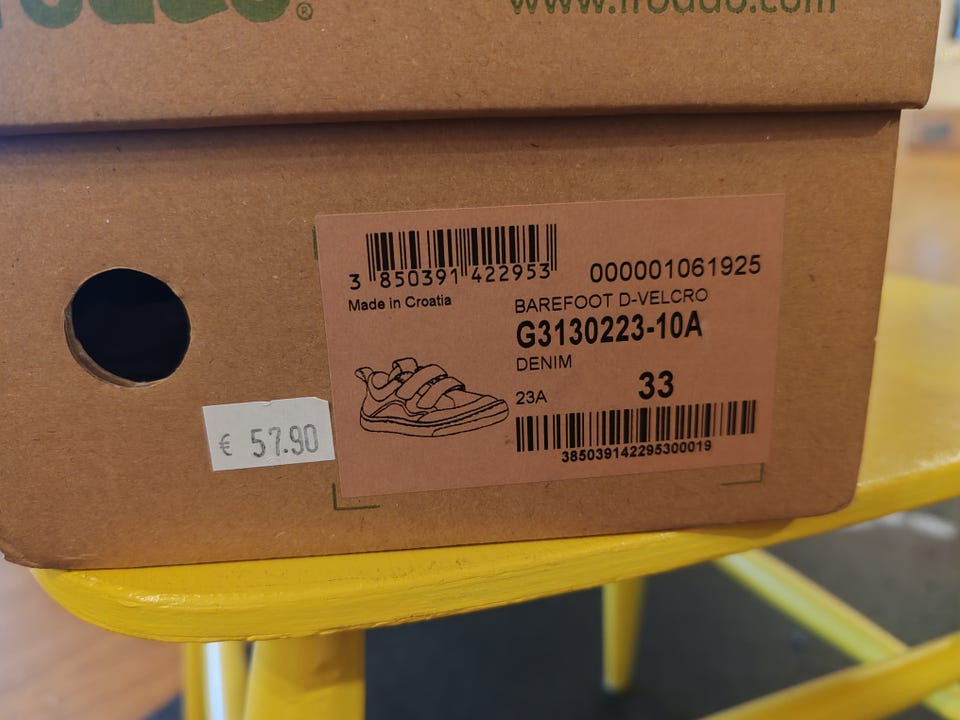 ®
www.froddo.com
3 850391 422953
000001061925
Made in Croatia
BAREFOOT D-VELCRO
G3130223-10A
DENIM
23A
33
385039142295300019
€ 57.90